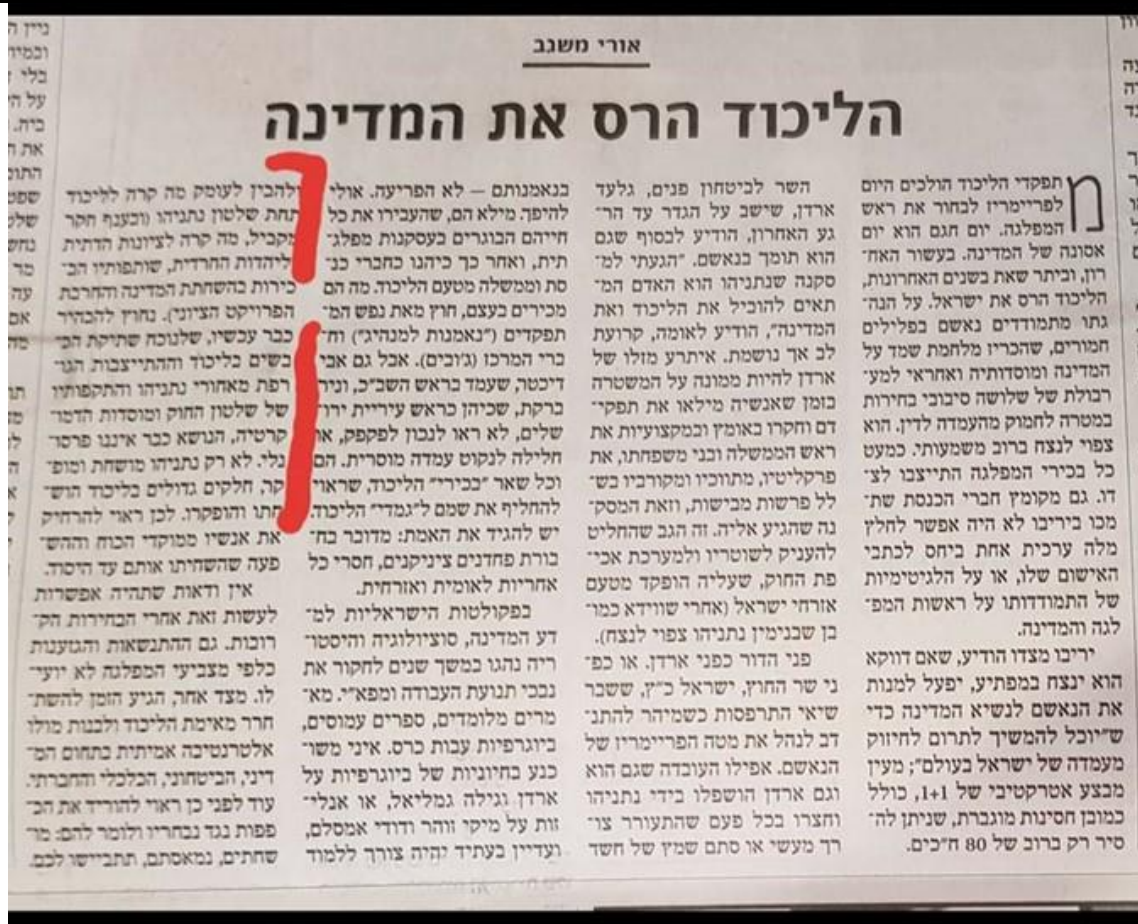 אורי משגב
הליכוד הרס את המדינה
מתפקדי הליכוד הולכים היום
לפריימריז לבחור את ראש
המפלגה. יום חגם הוא יום
אסונה של המדינה. בעשור האח־
רון, וביתר שאת בשנים האחרונות,
הליכוד הרס את ישראל. על הנה־
גתו מתמודדים נאשם בפלילים
חמורים, שהכריז מלחמת שמד על
המדינה ומוסדותיה ואחראי למע־
רבולת של שלושה סיבובי בחירות
במטרה לחמוק מהעמדה לדין. הוא
צפוי לנצח ברוב משמעותי. כמעט
כל בכירי המפלגה התייצבו לצ־
דו. גם מקומץ חברי הכנסת שת־
מכו ביריבו לא היה אפשר לחלץ
מלה ערכית אחת ביחס לכתבי
האישום שלו, או על הלגיטימיות
של התמודדותו על ראשות המפ־
לגה והמדינה.
יריבו מצדו הודיע, שאם דווקא
הוא ינצח במפתיע, יפעל למנות
את הנאשם לנשיא המדינה כדי
ש״יוכל להמשיך לתרום לחיזוק
מעמדה של ישראל בעולם״; מעין
מבצע אטרקטיבי של 1+1, כולל
כמובן חסינות מוגברת, שניתן לה־
סיר רק ברוב של 80 ח״כים.
השר לביטחון פנים, גלעד
ארדן, שישב על הגדר עד הר־
גע האחרון, הודיע לבסוף שגם
הוא תומך בנאשם. ״הגעתי למ־
סקנה שנתניהו הוא האדם המ־
תאים להוביל את הליכוד ואת
המדינה״, הודיע לאומה, קרועת
לב אך נושמת. איתרע מזלו של
ארדן להיות ממונה על המשטרה
בזמן שאנשיה מילאו את תפקי־
דם וחקרו באומץ ובמקצועיות את
ראש הממשלה ובני משפחתו, את
פרקליטיו, מתווכיו ומקורביו בש־
לל פרשות מבישות, וזאת המסק־
נה שהגיע אליה. זה הגב שהחליט
להעניק לשוטריו ולמערכת אכי־
פת החוק, שעליה הופקד מטעם
אזרחי ישראל (אחרי שווידא כמו־
בן שבנימין נתניהו צפוי לנצח).
פני הדור כפני ארדן. או כפ־
ני שר החוץ, ישראל כ״ץ, ששבר
שיאי התרפסות כשמיהר להתנ־
דב לנהל את מטה הפריימריז של
הנאשם. אפילו העובדה שגם הוא
וגם ארדן הושפלו בידי נתניהו
וחצרו בכל פעם שהתעורר צו־
רך מעשי או סתם שמץ של חשד
בנאמנותם — לא הפריעה. אולי
להיפך. מילא הם, שהעבירו את כל
חייהם הבוגרים בעסקנות מפלג־
תית, ואחר כך כיהנו כחברי כנ־
סת וממשלה מטעם הליכוד. מה הם
מכירים בעצם, חוץ מאת נפש המ־
תפקדים (״נאמנות למנהיג״) וח־
ברי המרכז (ג׳ובים). אבל גם אבי
דיכטר, שעמד בראש השב״כ, וניר
ברקת, שכיהן כראש עיריית ירו־
שלים, לא ראו לנכון לפקפק, או
חלילה לנקוט עמדה מוסרית. הם
וכל שאר ״בכירי״ הליכוד, שראוי
להחליף את שמם ל״גמדי״ הליכוד.
יש להגיד את האמת: מדובר בח־
בורת פחדנים ציניקנים, חסרי כל
אחריות לאומית ואזרחית.
בפקולטות הישראליות למ־
דע המדינה, סוציולוגיה והיסטו־
ריה נהגו במשך שנים לחקור את
נבכי תנועת העבודה ומפא״י. מא־
מרים מלומדים, ספרים עמוסים,
ביוגרפיות עבות כרס. איני משו־
כנע בחיוניות של ביוגרפיות על
ארדן וגילה גמליאל, או אנלי־
זות על מיקי זוהר ודודי אמסלם,
ועדיין בעתיד יהיה צורך ללמוד
ולהבין לעומק מה קרה לליכוד
תחת שלטון נתניהו (ובענף חקר
מקביל, מה קרה לציונות הדתית
וליהדות החרדית, שותפותיו הב־
כירות בהשחתת המדינה והחרבת
הפרויקט הציוני). נחוץ להבהיר
כבר עכשיו, שלנוכח שתיקת הכ־
בשים בליכוד וההתייצבות הגו־
רפת מאחורי נתניהו והתקפותיו
של שלטון החוק ומוסדות הדמו־
קרטיה, הנושא כבר איננו פרסו־
נלי. לא רק נתניהו מושחת ומופ־
קר, חלקים גדולים בליכוד הוש־
חתו והופקרו. לכן ראוי להרחיק
את אנשיו ממוקדי הכוח וההש־
פעה שהשחיתו אותם עד היסוד.
אין ודאות שתהיה אפשרות
לעשות זאת אחרי הבחירות הק־
רובות. גם ההתנשאות והגזענות
כלפי מצביעי המפלגה לא יועי־
לו. מצד אחר, הגיע הזמן להשת־
חרר מאימת הליכוד ולבנות מולו
אלטרנטיבה אמיתית בתחום המ־
דיני, הביטחוני, הכלכלי והחברתי.
עוד לפני כן ראוי להוריד את הכ־
פפות נגד נבחריו ולומר להם: מו־
שחתים, נמאסתם, תתביישו לכם.